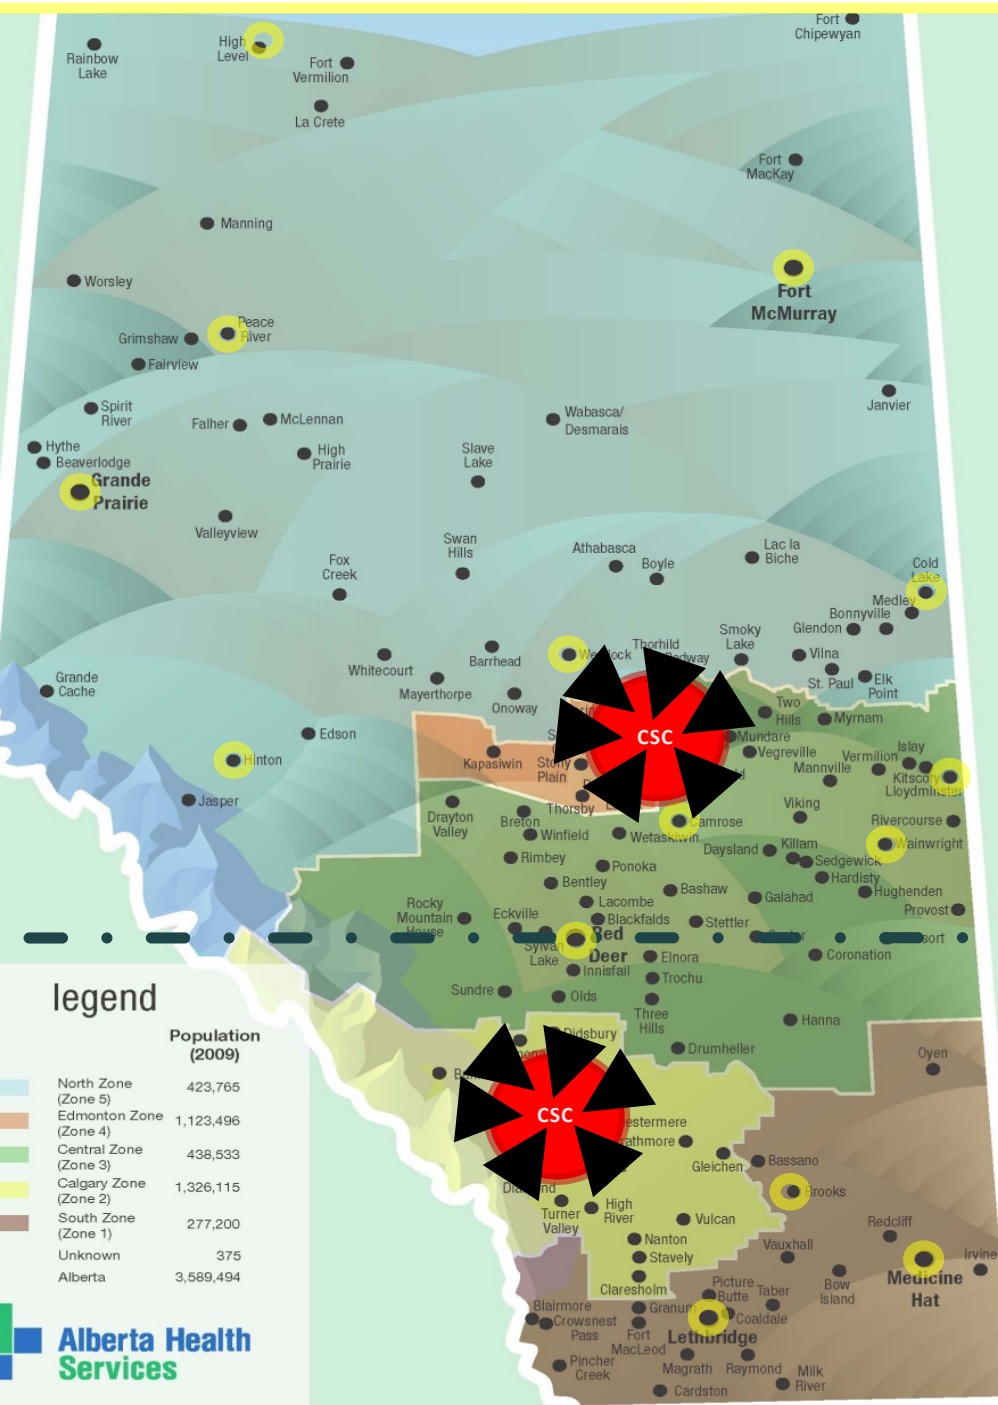 Fort
Chipewyan
Rainbow
Lake
High
Level
Fort
Vermilion
La Crete
Fort
MacKay
Manning
Worsley
Fort
McMurray
Peace
River
Grimshaw
Fairview
Janvier
Spirit
River
Falher
McLennan
Wabasca/
Desmarais
Hythe
Beaverlodge
High
Prairie
Slave
Lake
Grande
Prairie
Valleyview
Swan
Hills
Fox
Creek
Athabasca
Boyle
Lac la
Biche
Cold
Lake
Medley
Bonnyville
Glendon
Smoky
Lake
Thorhild
Vilna
St. Paul
Elk
Point
Barrhead
Whitecourt
Mayerthorpe
Onoway
Grande
Cache
Edson
Hinton
Jasper
Two
Hills
Myrnam
CSC
Mundare
Vegreville
Islay
Vermilion
Kitscoty
Lloydminster
Mannville
Kapasiwin
Stony
Plain
Thorsby
Drayton
Valley
Breton
Winfield
Wetaskiwin
Camrose
Viking
Rivercourse
Wainwright
Daysland
Killam
Sedgewick
Hardisty
Hughenden
Provost
Rimbey
Ponoka
Bentley
Bashaw
Galahad
Lacombe
Blackfalds
Stettler
Rocky
Mountain
House
Eckville
Sylvan
Lake
Red
Deer
Innisfail
Elnora
Trochu
Coronation
Sundre
Olds
Three
Hills
Hanna
Didsbury
Drumheller
Oyen
CSC
Gleichen
Bassano
Brooks
Turner
Valley
High
River
Vulcan
Nanton
Stavely
Claresholm
Vauxhall
Redcliff
Medicine
Hat
Irvine
Bow
Island
Picture
Butte
Taber
Coaldale
Granum
Fort
MacLeod
Lethbridge
Blairmore
Crowsnest
Pass
Pincher
Creek
Magrath
Raymond
Milk
River
Cardston
legend
Population
(2009)
North Zone
(Zone 5) 423,765
Edmonton Zone
(Zone 4) 1,123,496
Central Zone
(Zone 3) 438,533
Calgary Zone
(Zone 2) 1,326,115
South Zone
(Zone 1) 277,200
Unknown 375
Alberta 3,589,494
Alberta Health
Services